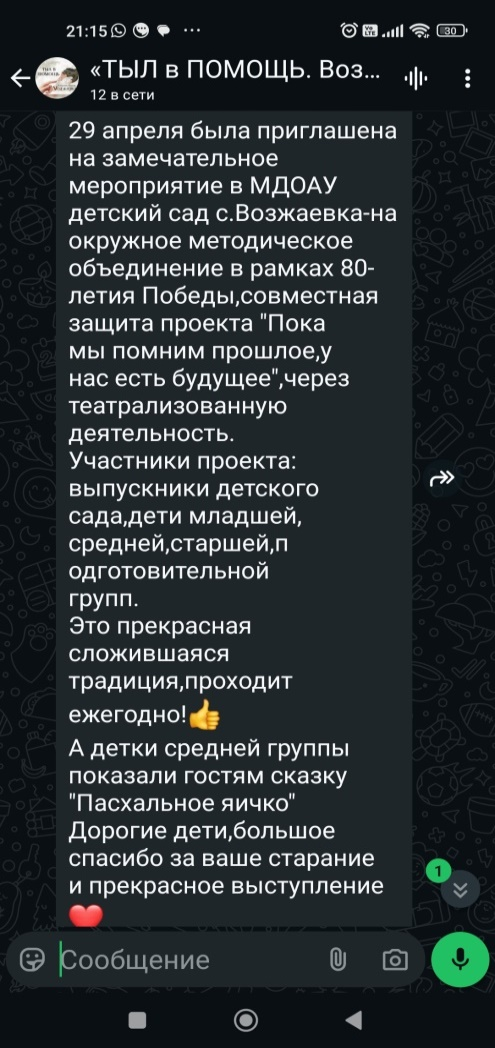 21:15
30
«ТЫЛ в ПОМОЩЬ. Воз...
12 в сети
29 апреля была приглашена
на замечательное
мероприятие в МДОАУ
детский сад с.Возжаевка-на
окружное методическое
объединение в рамках 80-
летия Победы,совместная
защита проекта "Пока
мы помним прошлое,у
нас есть будущее",через
театрализованную
деятельность.
Участники проекта:
выпускники детского
сада,дети младшей,
средней,старшей,п
одготовительной
групп.
Это прекрасная
сложившаяся
традиция,проходит
ежегодно!👍
А детки средней группы
показали гостям сказку
"Пасхальное яичко"
Дорогие дети,большое
спасибо за ваше старание
и прекрасное выступление
❤️
1
Сообщение